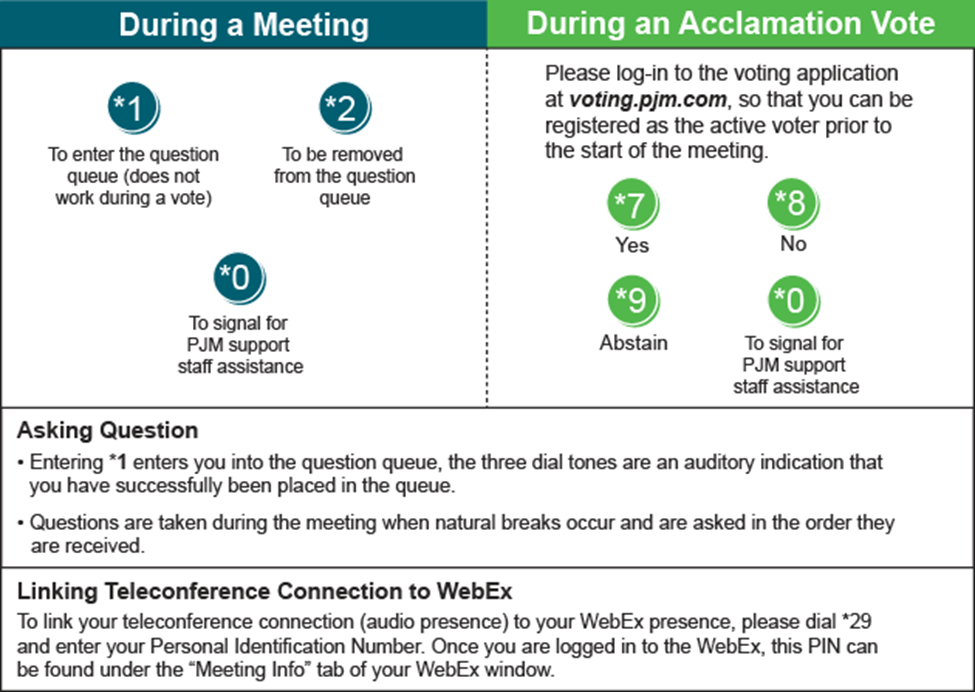 During a Meeting
During an Acclamation Vote
*1
To enter the question
queue (does not
work during a vote)
*2
To be removed
from the question
queue
*0
To signal for
PJM support
staff assistance
Please log-in to the voting application
at voting.pjm.com, so that you can be
registered as the active voter prior to
the start of the meeting.
*7
Yes
*8
No
*9
Abstain
*0
To signal for
PJM support
staff assistance
Asking Question
• Entering *1 enters you into the question queue, the three dial tones are an auditory indication that
you have successfully been placed in the queue.
• Questions are taken during the meeting when natural breaks occur and are asked in the order they
are received.
Linking Teleconference Connection to WebEx
To link your teleconference connection (audio presence) to your WebEx presence, please dial *29
and enter your Personal Identification Number. Once you are logged in to the WebEx, this PIN can
be found under the “Meeting Info” tab of your WebEx window.